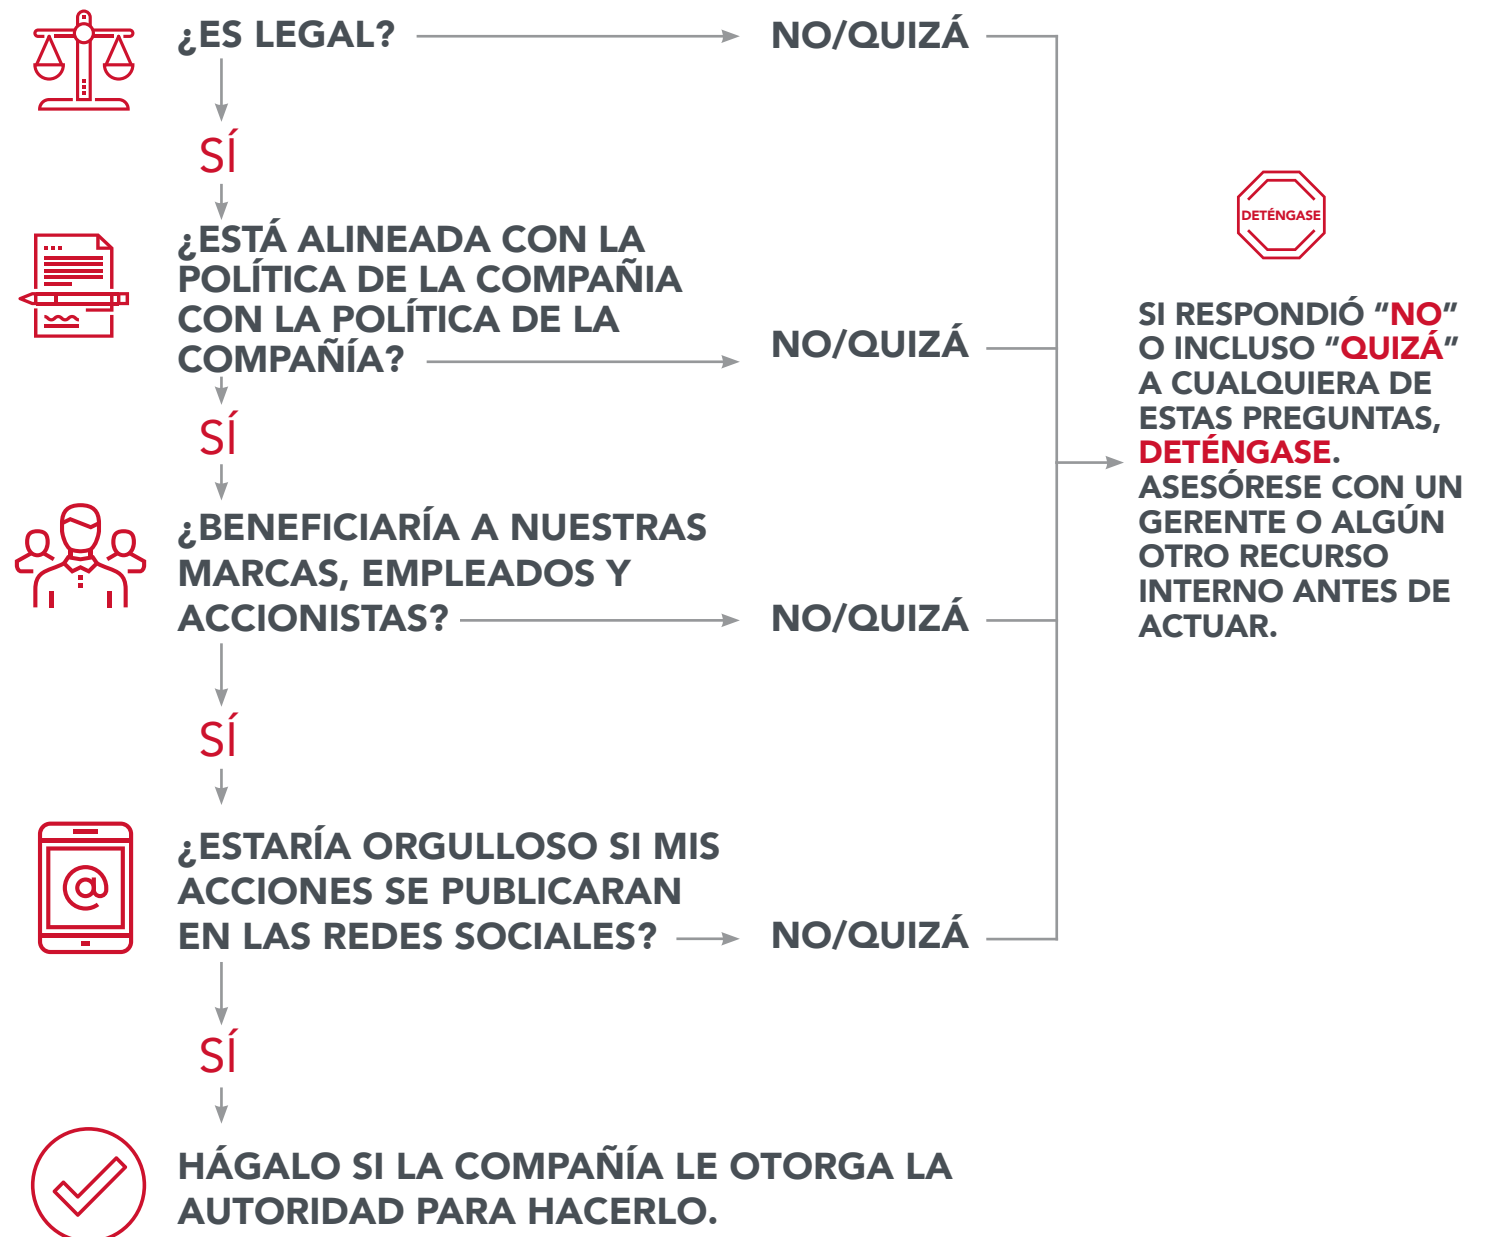 ¿ES LEGAL?
NO/QUIZÁ
SÍ
¿ESTÁ ALINEADA CON LA
POLÍTICA DE LA COMPAÑIA
CON LA POLÍTICA DE LA
COMPAÑÍA?
NO/QUIZÁ
SÍ
¿BENEFICIARÍA A NUESTRAS
MARCAS, EMPLEADOS Y
ACCIONISTAS?
NO/QUIZÁ
SÍ
@
¿ESTARÍA ORGULLOSO SI MIS
ACCIONES SE PUBLICARAN
EN LAS REDES SOCIALES?
NO/QUIZÁ
SÍ
HÁGALO SI LA COMPAÑÍA LE OTORGA LA
AUTORIDAD PARA HACERLO.
DETÉNGASE
SI RESPONDIÓ “NO”
O INCLUSO “QUIZÁ”
A CUALQUIERA DE
ESTAS PREGUNTAS,
DETÉNGASE.
ASESÓRESE CON UN
GERENTE O ALGÚN
OTRO RECURSO
INTERNO ANTES DE
ACTUAR.